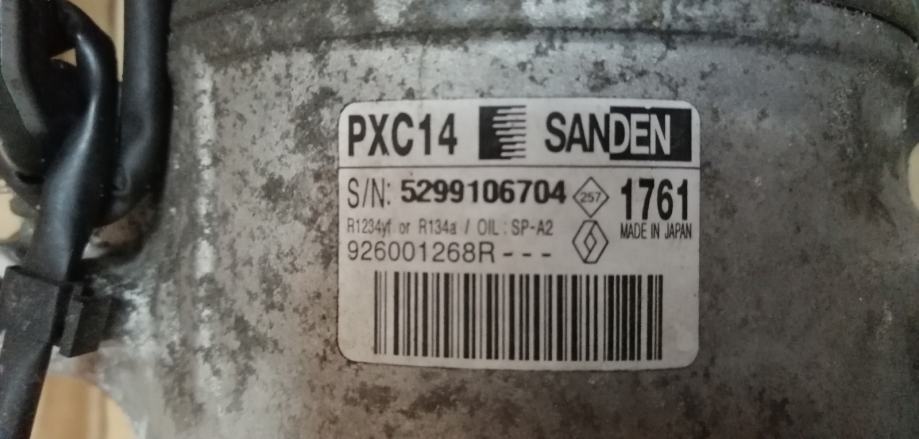 PXC14 SANDEN
S/N: 5299106704 257 1761
R1234yf or R134a / OIL : SP-A2 MADE IN JAPAN
926001268R---